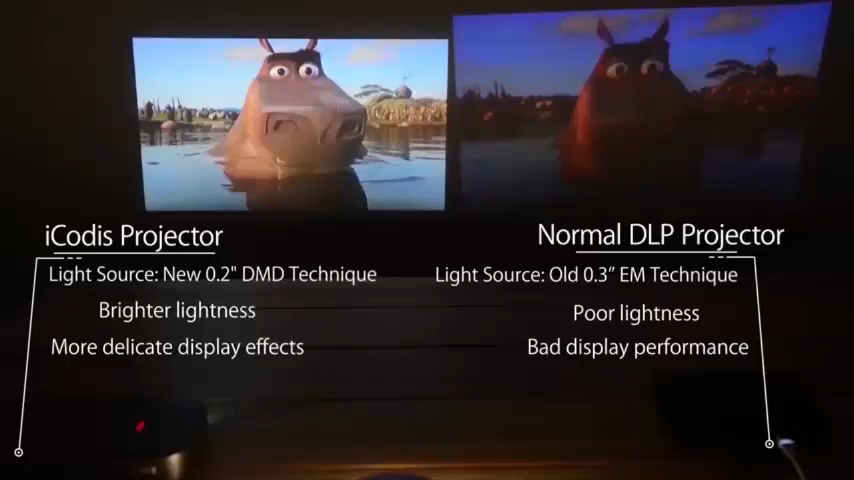 iCodis Projector
Light Source: New 0.2" DMD Technique
Brighter lightness
More delicate display effects
Normal DLP Projector
Light Source: Old 0.3” EM Technique
Poor lightness
Bad display performance